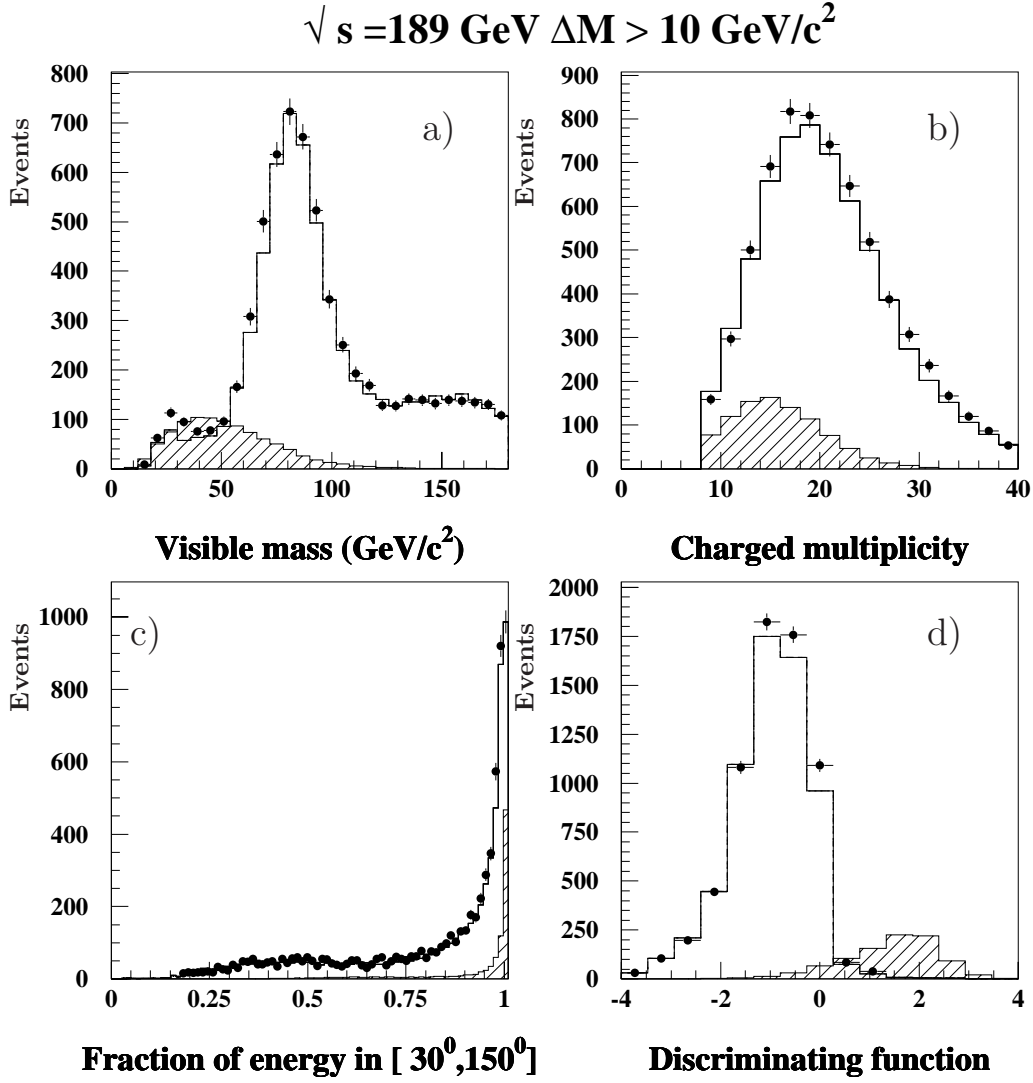 √ s =189 GeV ΔM > 10 GeV/c²
800
700
600
500
400
300
200
100
0
0 50 100 150
Events
a)
Visible mass (GeV/c²)
900
800
700
600
500
400
300
200
100
0
0 10 20 30 40
Events
b)
Charged multiplicity
1000
800
600
400
200
0
0 0.25 0.5 0.75 1
Events
c)
Fraction of energy in [ 30⁰,150⁰]
2000
1750
1500
1250
1000
750
500
250
0
-4 -2 0 2 4
Events
d)
Discriminating function